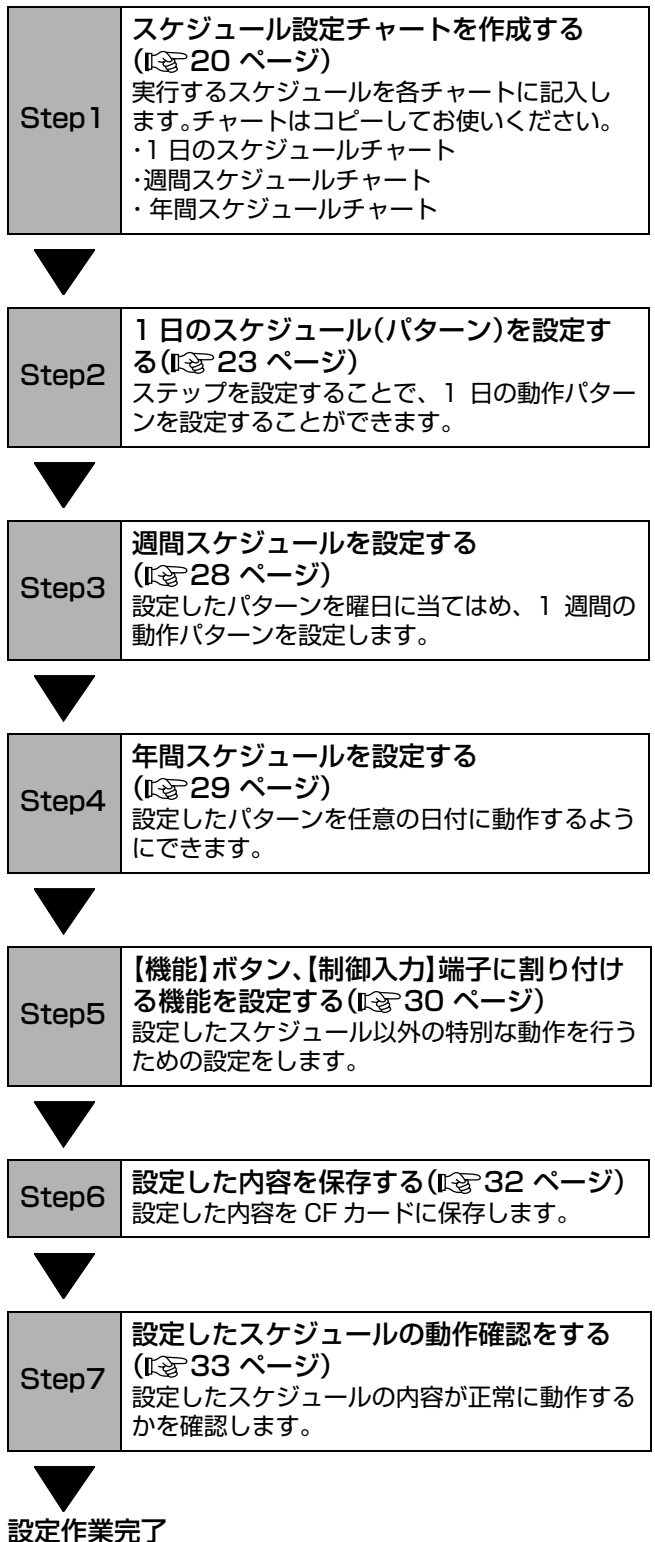 Step1
スケジュール設定チャートを作成する
(☞20 ページ)
実行するスケジュールを各チャートに記入し
ます。チャートはコピーしてお使いください。
・1 日のスケジュールチャート
・週間スケジュールチャート
・ 年間スケジュールチャート
Step2
1 日のスケジュール(パターン)を設定す
る(☞23 ページ)
ステップを設定することで、1 日の動作パター
ンを設定することができます。
Step3
週間スケジュールを設定する
(☞28 ページ)
設定したパターンを曜日に当てはめ、1 週間の
動作パターンを設定します。
Step4
年間スケジュールを設定する
(☞29 ページ)
設定したパターンを任意の日付に動作するよう
にできます。
Step5
【機能】ボタン、【制御入力】端子に割り付け
る機能を設定する(☞30 ページ)
設定したスケジュール以外の特別な動作を行う
ための設定をします。
Step6
設定した内容を保存する(☞32 ページ)
設定した内容を CF カードに保存します。
Step7
設定したスケジュールの動作確認をする
(☞33 ページ)
設定したスケジュールの内容が正常に動作する
かを確認します。
設定作業完了